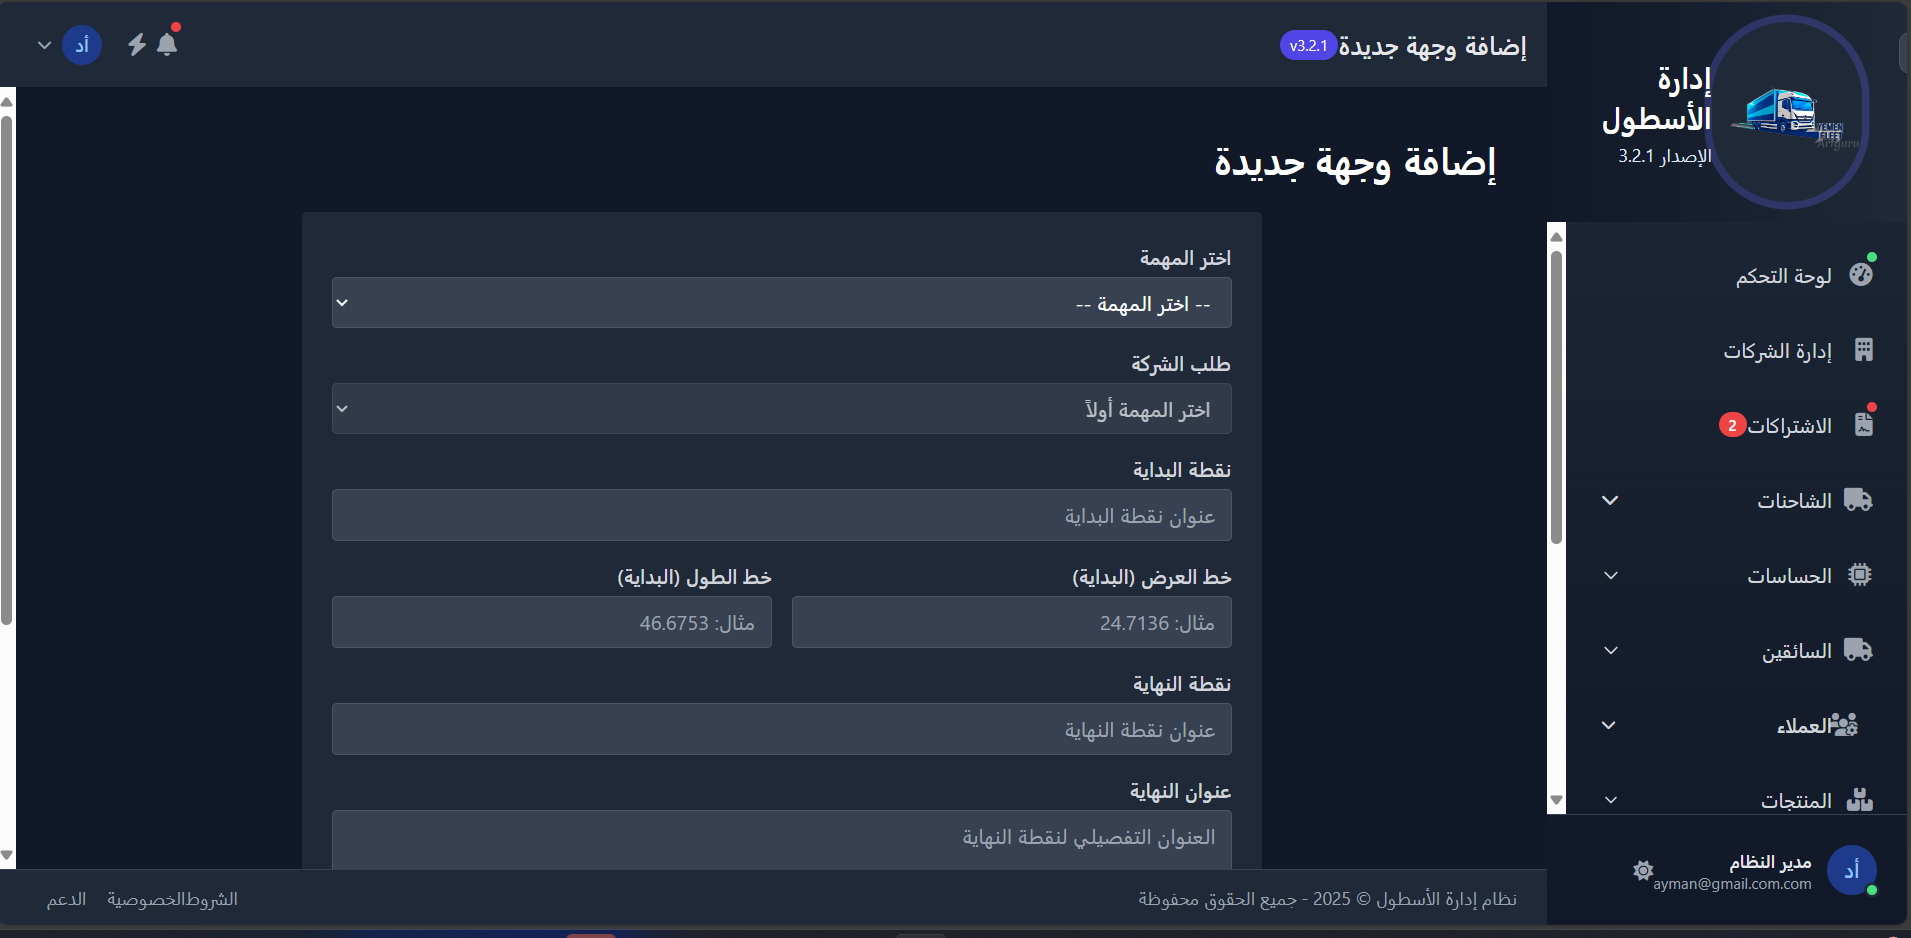 إدارة
الأسطول
الإصدار 3.2.1
YEMEN
FLEET
Artguru
إضافة وجهة جديدة v3.2.1
أد
لوحة التحكم
إدارة الشركات
الاشتراكات 2
الشاحنات
الحساسات
السائقين
العملاء
المنتجات
أد
مدير النظام
ayman@gmail.com.com
إضافة وجهة جديدة
اختر المهمة
-- اختر المهمة --
طلب الشركة
اختر المهمة أولاً
نقطة البداية
عنوان نقطة البداية
خط العرض (البداية) خط الطول (البداية)
مثال: 24.7136 مثال: 46.6753
نقطة النهاية
عنوان نقطة النهاية
عنوان النهاية
العنوان التفصيلي لنقطة النهاية
نظام إدارة الأسطول © 2025 - جميع الحقوق محفوظة الشروطالخصوصية الدعم